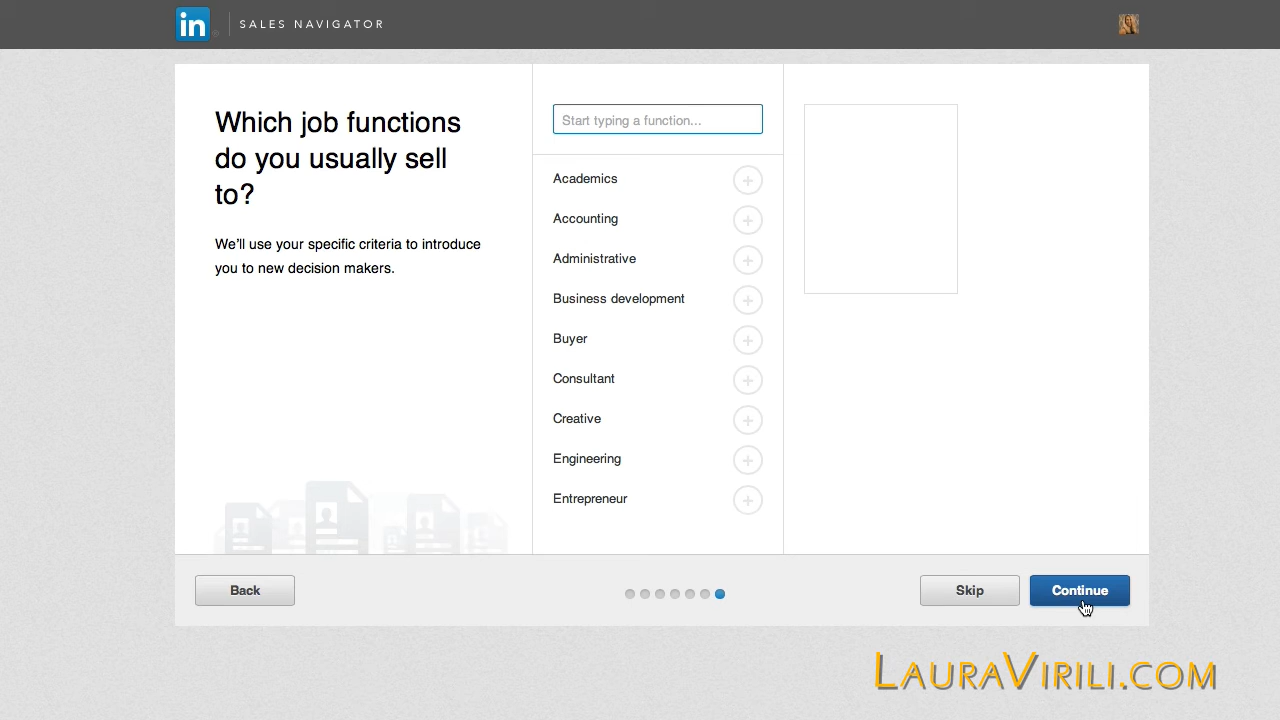 in SALES NAVIGATOR
Which job functions
do you usually sell
to?
We'll use your specific criteria to introduce
you to new decision makers.
Start typing a function...
Academics
Accounting
Administrative
Business development
Buyer
Consultant
Creative
Engineering
Entrepreneur
Back
Skip
Continue
LAURAVIRILI.COM